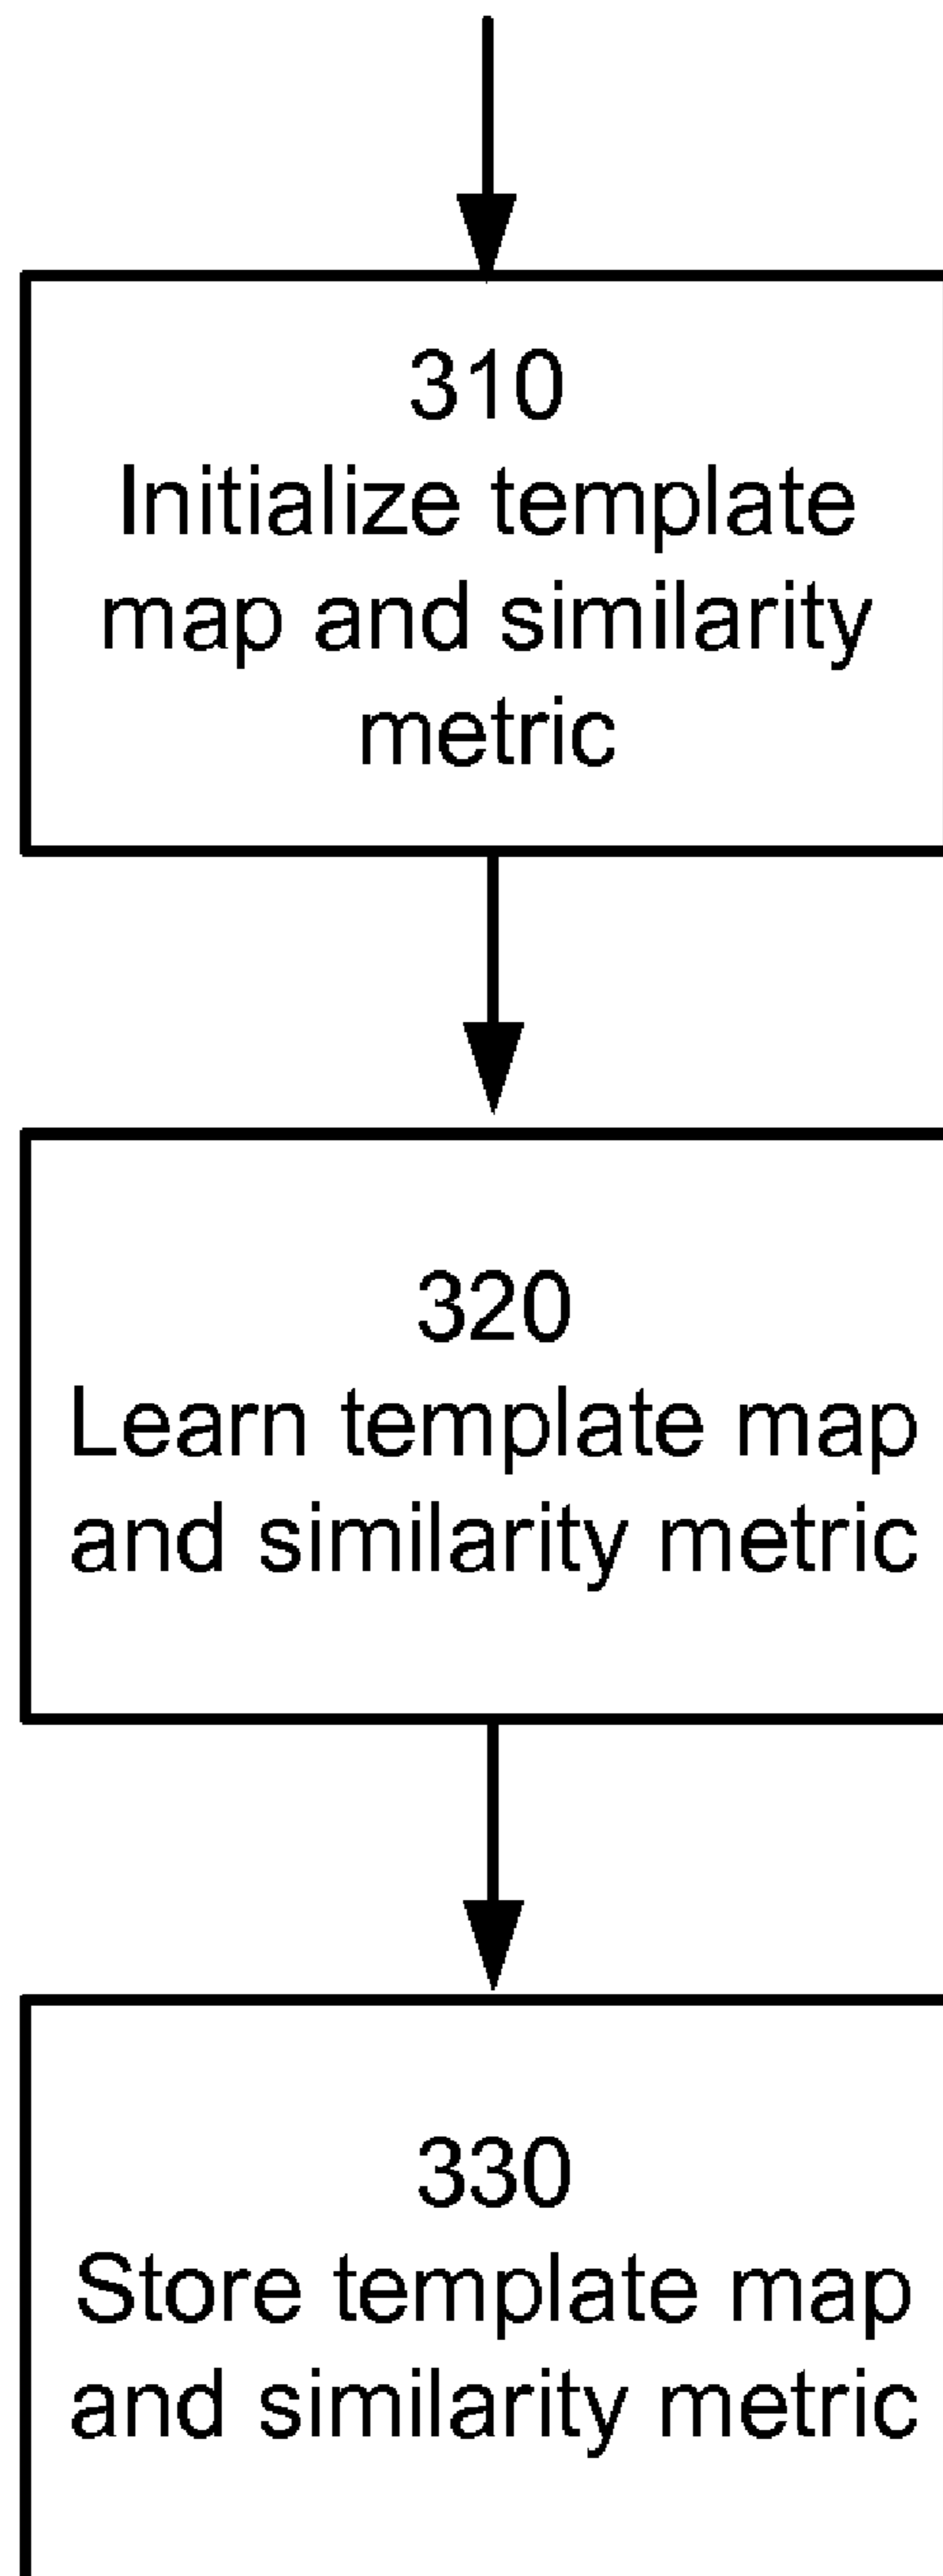 310
Initialize template
map and similarity
metric
320
Learn template map
and similarity metric
330
Store template map
and similarity metric